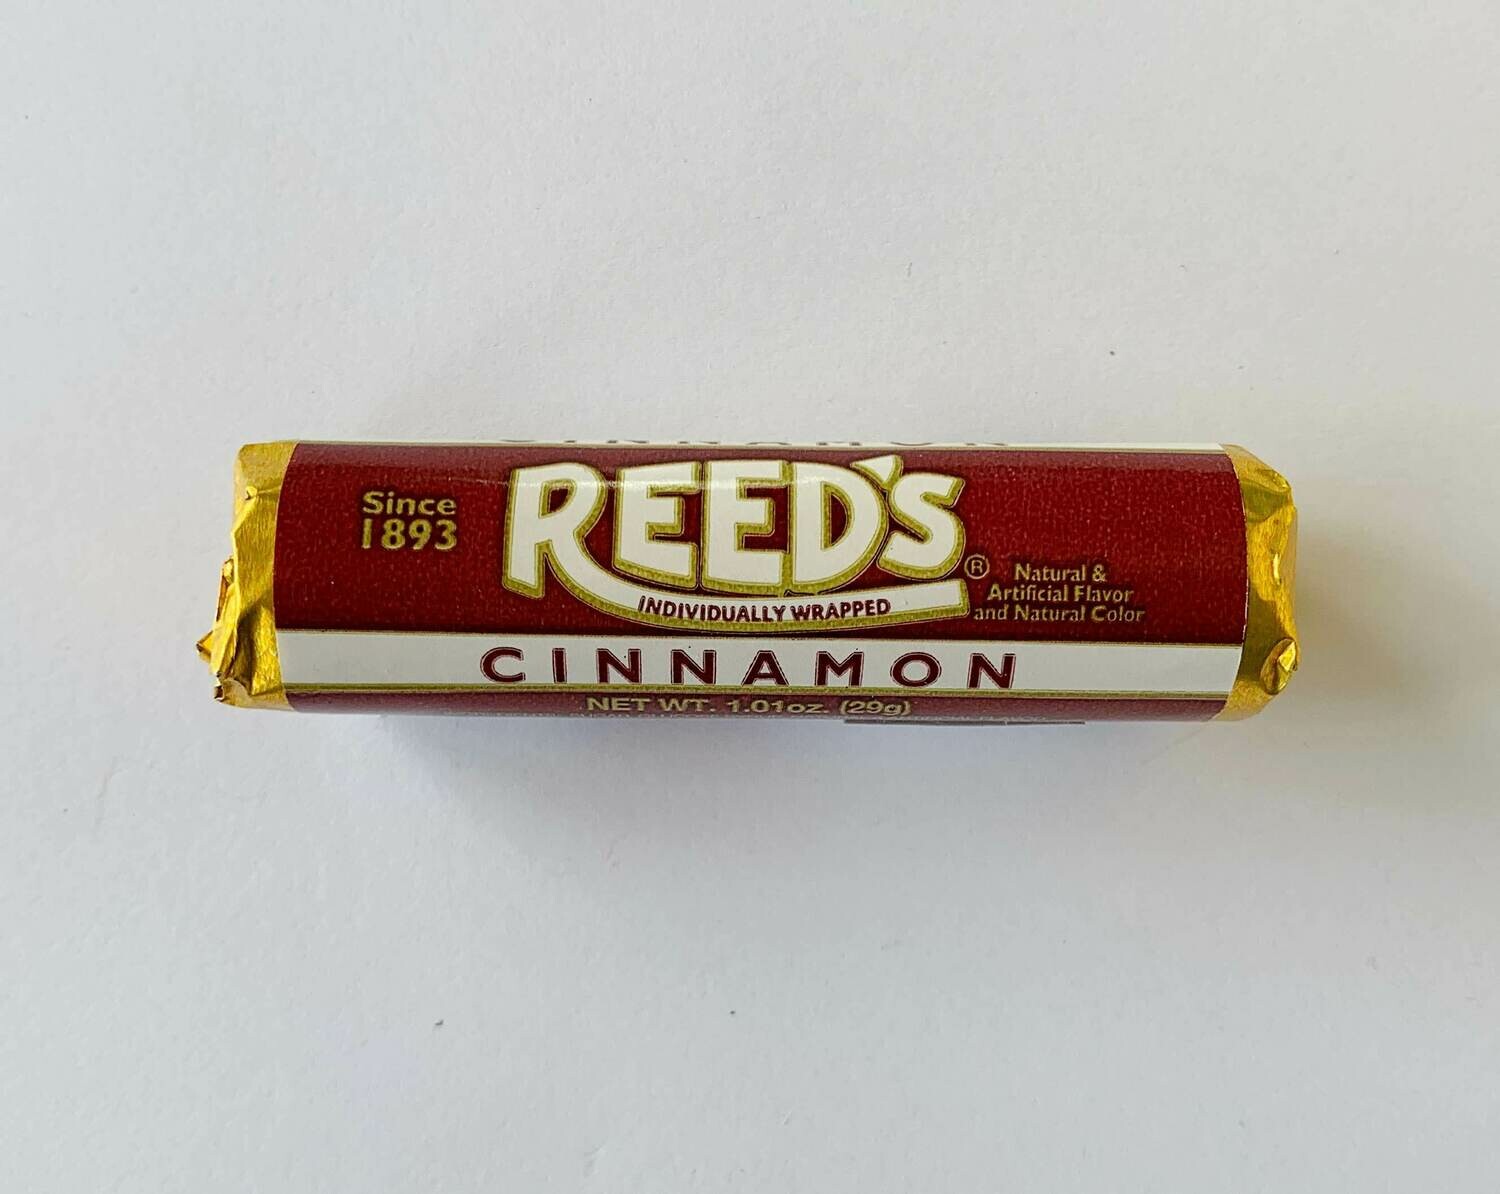 Since
1893
REED'S®
INDIVIDUALLY WRAPPED
Natural &
Artificial Flavor
and Natural Color
CINNAMON
NET WT. 1.01oz. (29g)